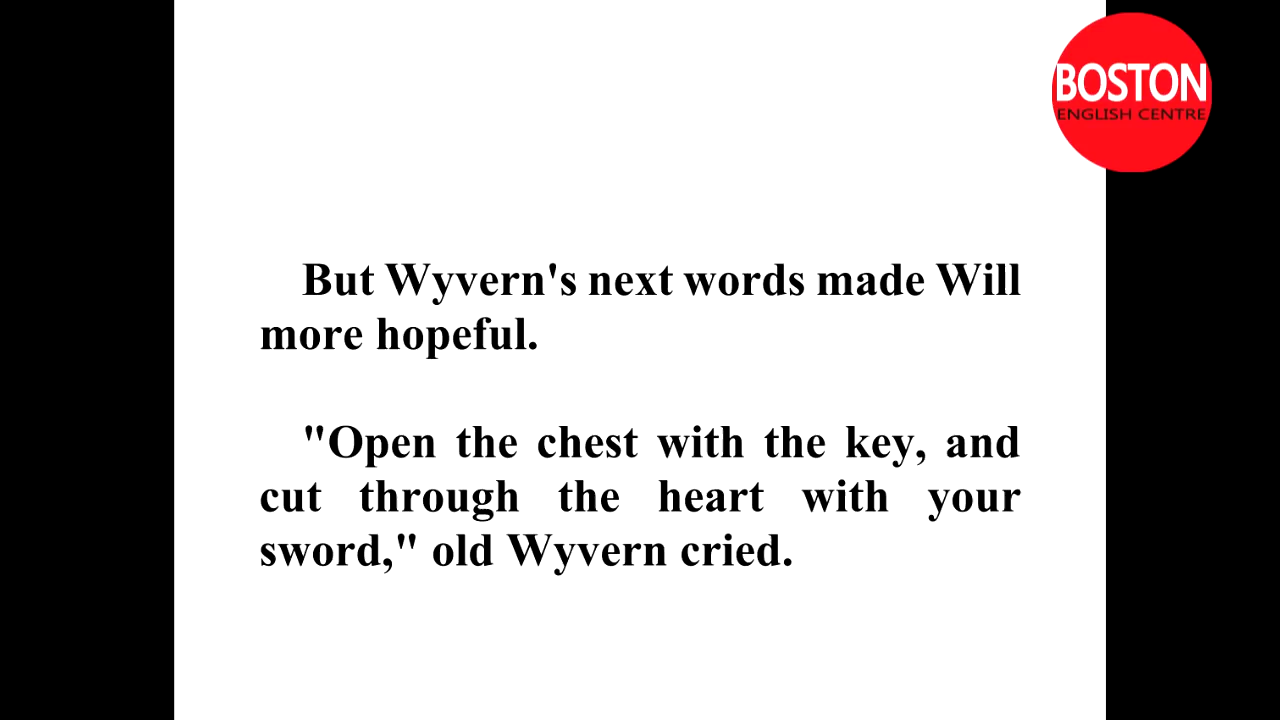 BOSTON
ENGLISH CENTRE
But Wyvern's next words made Will
more hopeful.
"Open the chest with the key, and
cut through the heart with your
sword," old Wyvern cried.